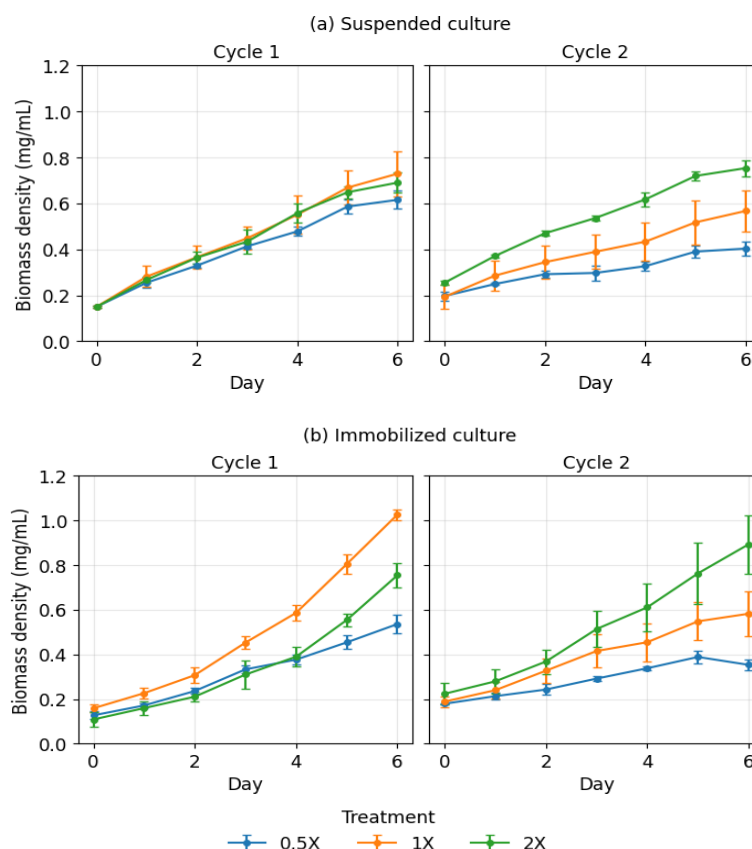 (a) Suspended culture
Cycle 1
Cycle 2
Biomass density (mg/mL)
1.2
1.0
0.8
0.6
0.4
0.2
0.0
0 2 4 6
0 2 4 6
Day
Day
(b) Immobilized culture
Cycle 1
Cycle 2
Biomass density (mg/mL)
1.2
1.0
0.8
0.6
0.4
0.2
0.0
0 2 4 6
0 2 4 6
Day
Day
Treatment
0.5X 1X 2X